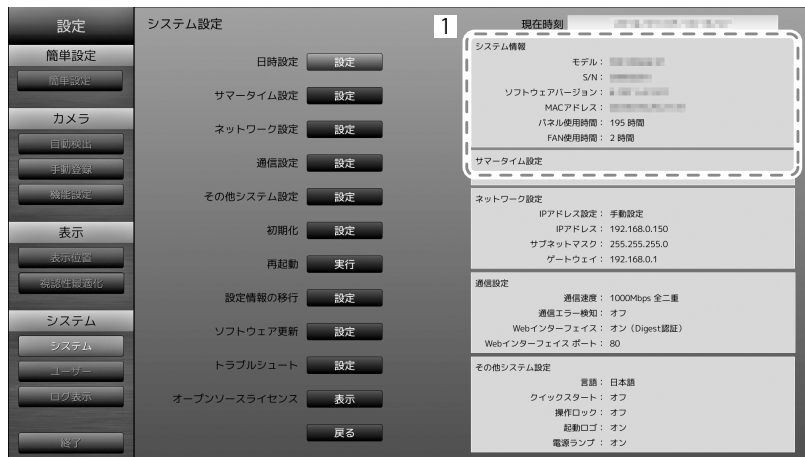 設定
簡単設定
簡単設定
カメラ
自動検出
手動登録
機能設定
表示
表示位置
視認性最適化
システム
システム
ユーザー
ログ表示
終了
システム設定
日時設定 設定
サマータイム設定 設定
ネットワーク設定 設定
通信設定 設定
その他システム設定 設定
初期化 設定
再起動 実行
設定情報の移行 設定
ソフトウェア更新 設定
トラブルシュート 設定
オープンソースライセンス 表示
戻る
1
現在時刻
システム情報
モデル：
S/N：
ソフトウェアバージョン：
MACアドレス：
パネル使用時間： 195 時間
FAN使用時間： 2 時間
サマータイム設定
ネットワーク設定
IPアドレス設定： 手動設定
IPアドレス： 192.168.0.150
サブネットマスク： 255.255.255.0
ゲートウェイ： 192.168.0.1
通信設定
通信速度： 1000Mbps 全二重
通信エラー検知： オフ
Webインターフェイス： オン（Digest認証）
Webインターフェイス ポート： 80
その他システム設定
言語： 日本語
クイックスタート： オフ
操作ロック： オフ
起動ロゴ： オン
電源ランプ： オン